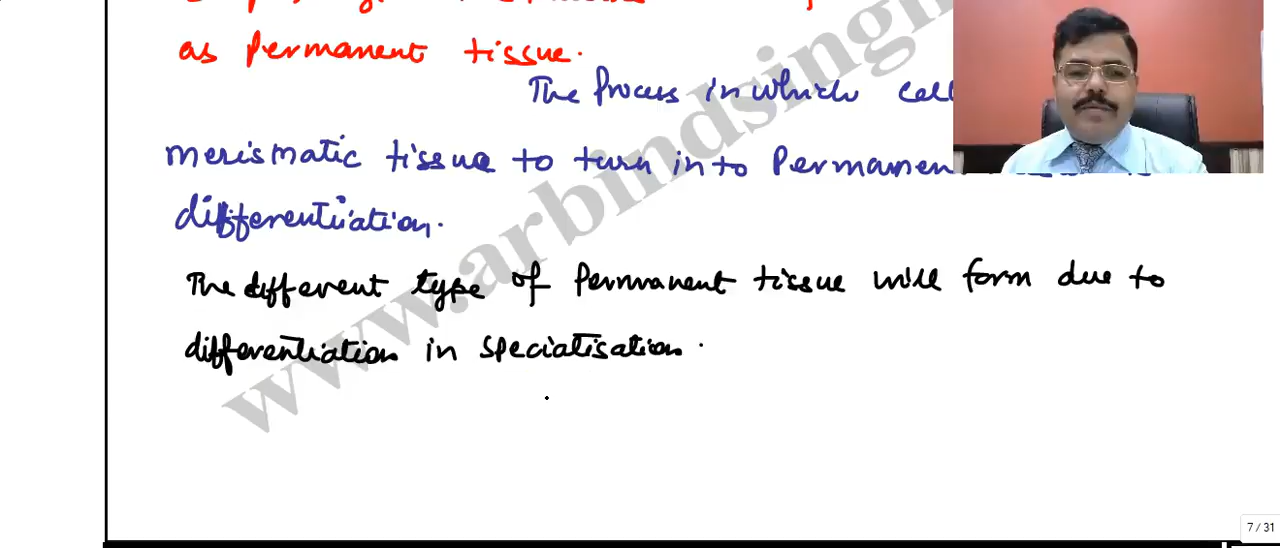 as Permanent tissue.
The Process in which cell
merismatic tissue to turn into Permanen
differentiation.
The different type of Permanent tissue will form due to
differentiation in specialisation.
www.arbindsingh
7 / 31